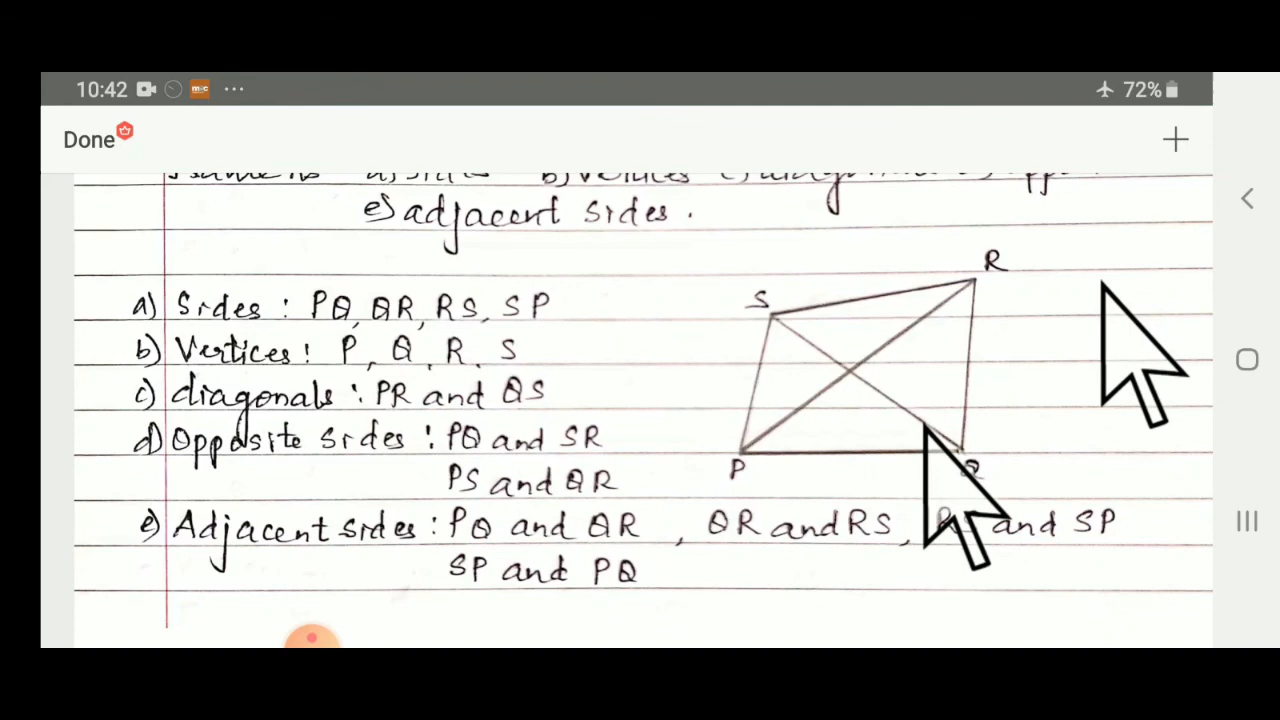 10:42 72%
Done
e) adjacent sides.
R
S
a) Sides : PQ, QR, RS, SP
b) Vertices : P, Q, R, S
c) diagonals : PR and QS
d) Opposite sides : PQ and SR
P Q
PS and QR
e) Adjacent sides : PQ and QR , QR and RS, and SP
SP and PQ